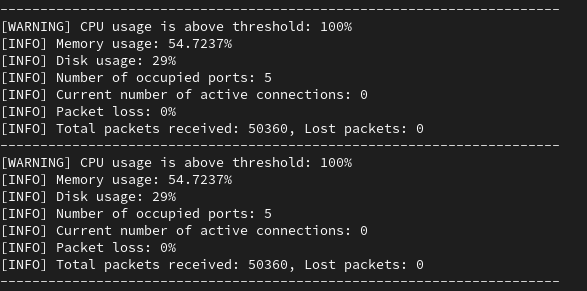 ----------------------------------------------------------------------
[WARNING] CPU usage is above threshold: 100%
[INFO] Memory usage: 54.7237%
[INFO] Disk usage: 29%
[INFO] Number of occupied ports: 5
[INFO] Current number of active connections: 0
[INFO] Packet loss: 0%
[INFO] Total packets received: 50360, Lost packets: 0
----------------------------------------------------------------------
[WARNING] CPU usage is above threshold: 100%
[INFO] Memory usage: 54.7237%
[INFO] Disk usage: 29%
[INFO] Number of occupied ports: 5
[INFO] Current number of active connections: 0
[INFO] Packet loss: 0%
[INFO] Total packets received: 50360, Lost packets: 0
----------------------------------------------------------------------